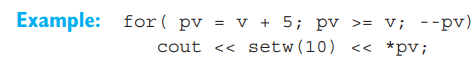 Example: for( pv = v + 5; pv >= v; --pv)
cout << setw(10) << *pv;